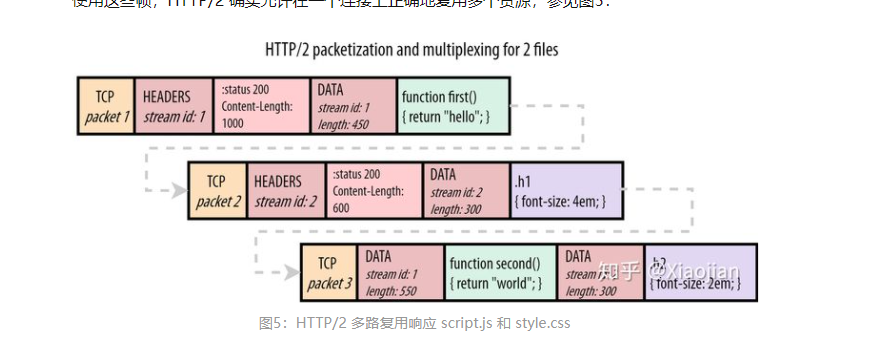 使用这些帧，HTTP/2 确实允许在一个连接上正确地复用多个资源，参见图5：
HTTP/2 packetization and multiplexing for 2 files
TCP
packet 1
HEADERS
stream id: 1
:status 200
Content-Length:
1000
DATA
stream id: 1
length: 450
function first()
{ return "hello"; }
TCP
packet 2
HEADERS
stream id: 2
:status 200
Content-Length:
600
DATA
stream id: 2
length: 300
.h1
{ font-size: 4em; }
TCP
packet 3
DATA
stream id: 1
length: 550
function second()
{ return "world"; }
DATA
stream id:
length: 300
.h2
{ font-size: 2em; }
知乎 @Xiaojian
图5：HTTP/2 多路复用响应 script.js 和 style.css